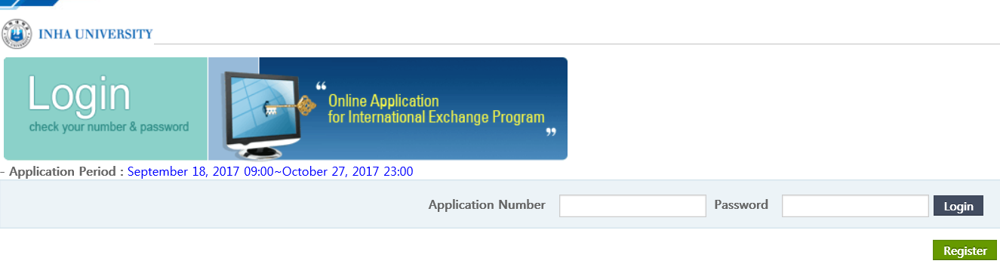 INHA UNIVERSITY
Login
check your number & password
“ Online Application
for International Exchange Program ”
- Application Period : September 18, 2017 09:00~October 27, 2017 23:00
Application Number Password Login
Register